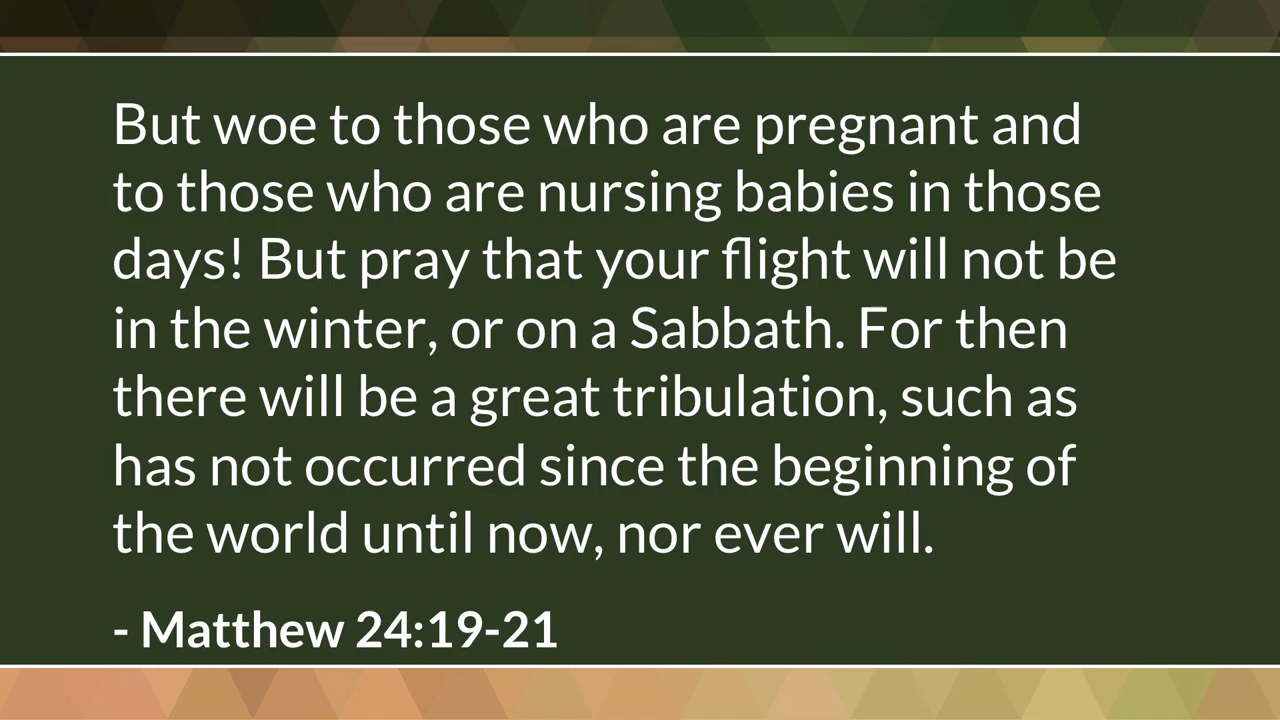 But woe to those who are pregnant and
to those who are nursing babies in those
days! But pray that your flight will not be
in the winter, or on a Sabbath. For then
there will be a great tribulation, such as
has not occurred since the beginning of
the world until now, nor ever will.
- Matthew 24:19-21